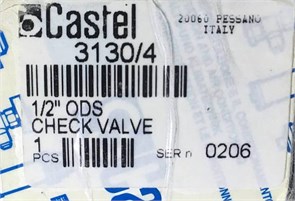 Castel
20060 PESSANO
ITALY
3130/4
1/2" ODS
CHECK VALVE
1
PCS
SER n 0206